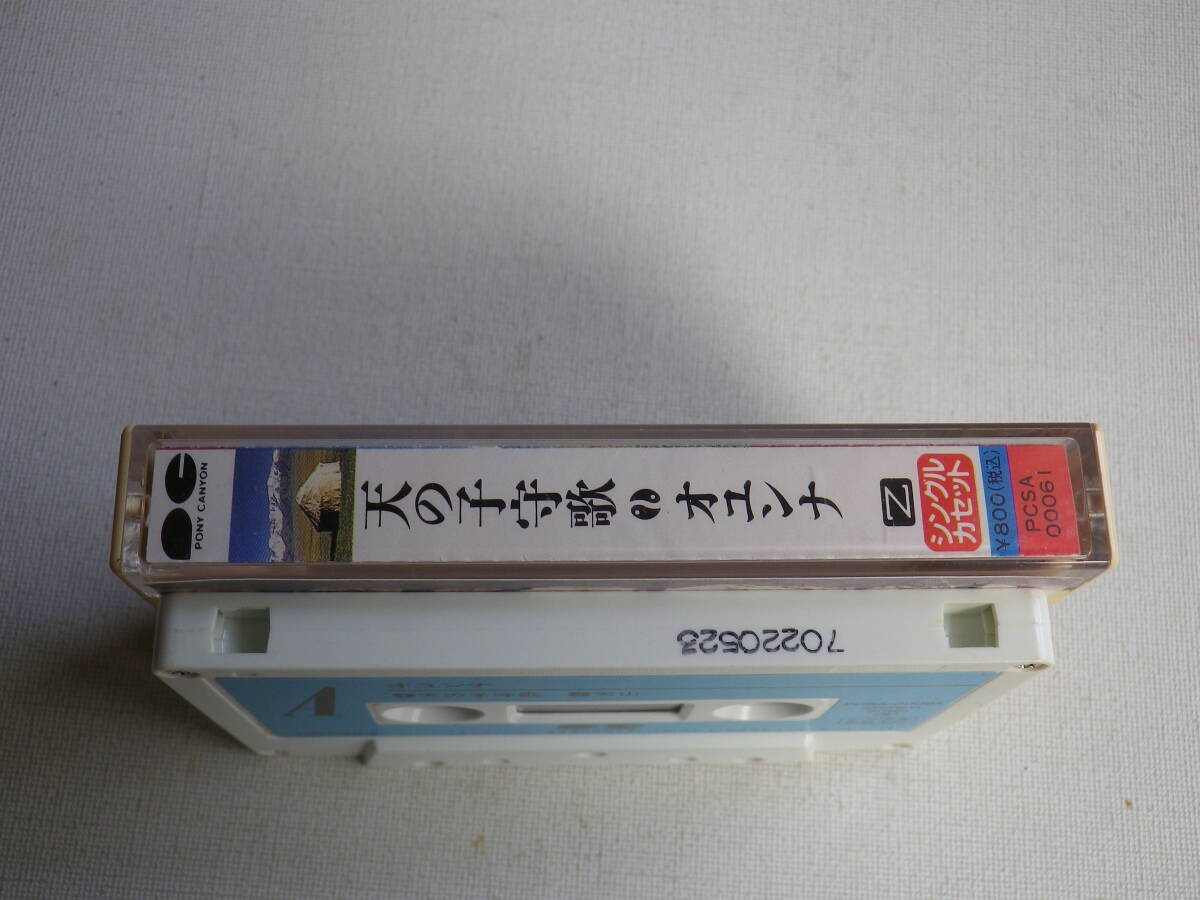 PONY CANYON
天の子守歌 オユンナ
Z
シングル
カセット
¥800(税込)
PCSA
00061
70220523
A